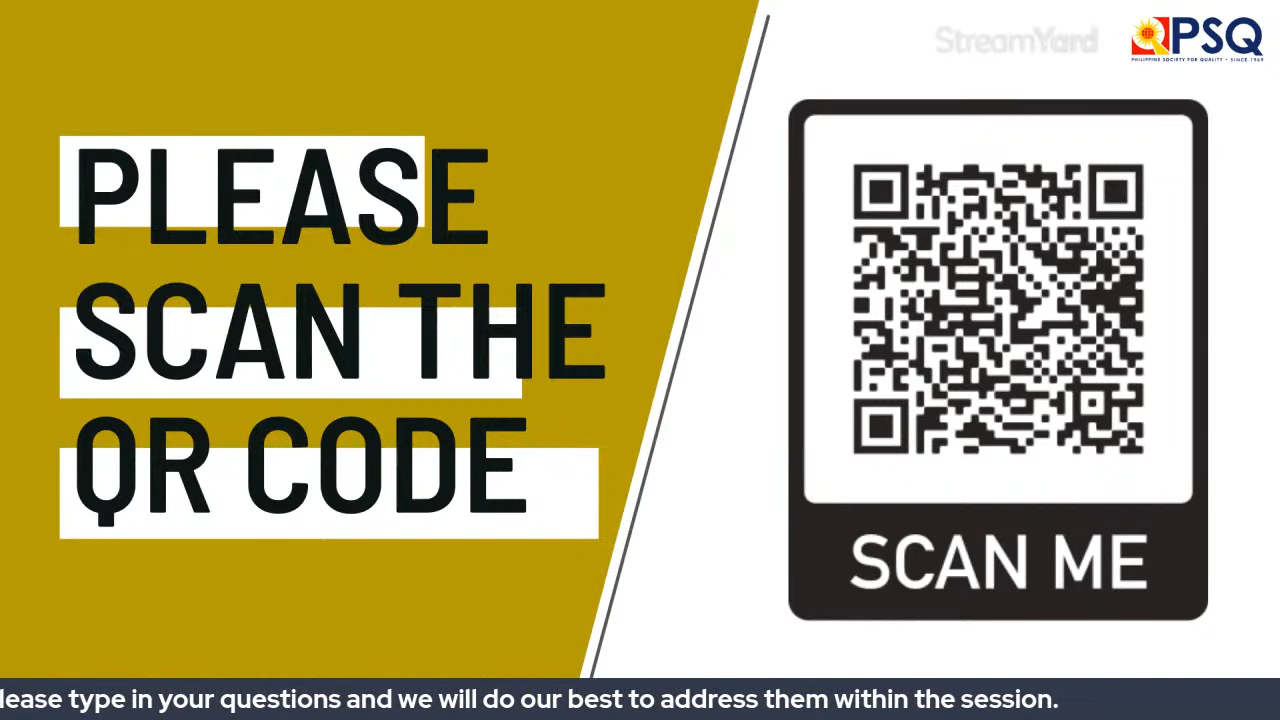 StreamYard
PSQ
PHILIPPINE SOCIETY FOR QUALITY • SINCE 1969
PLEASE
SCAN THE
QR CODE
SCAN ME
lease type in your questions and we will do our best to address them within the session.